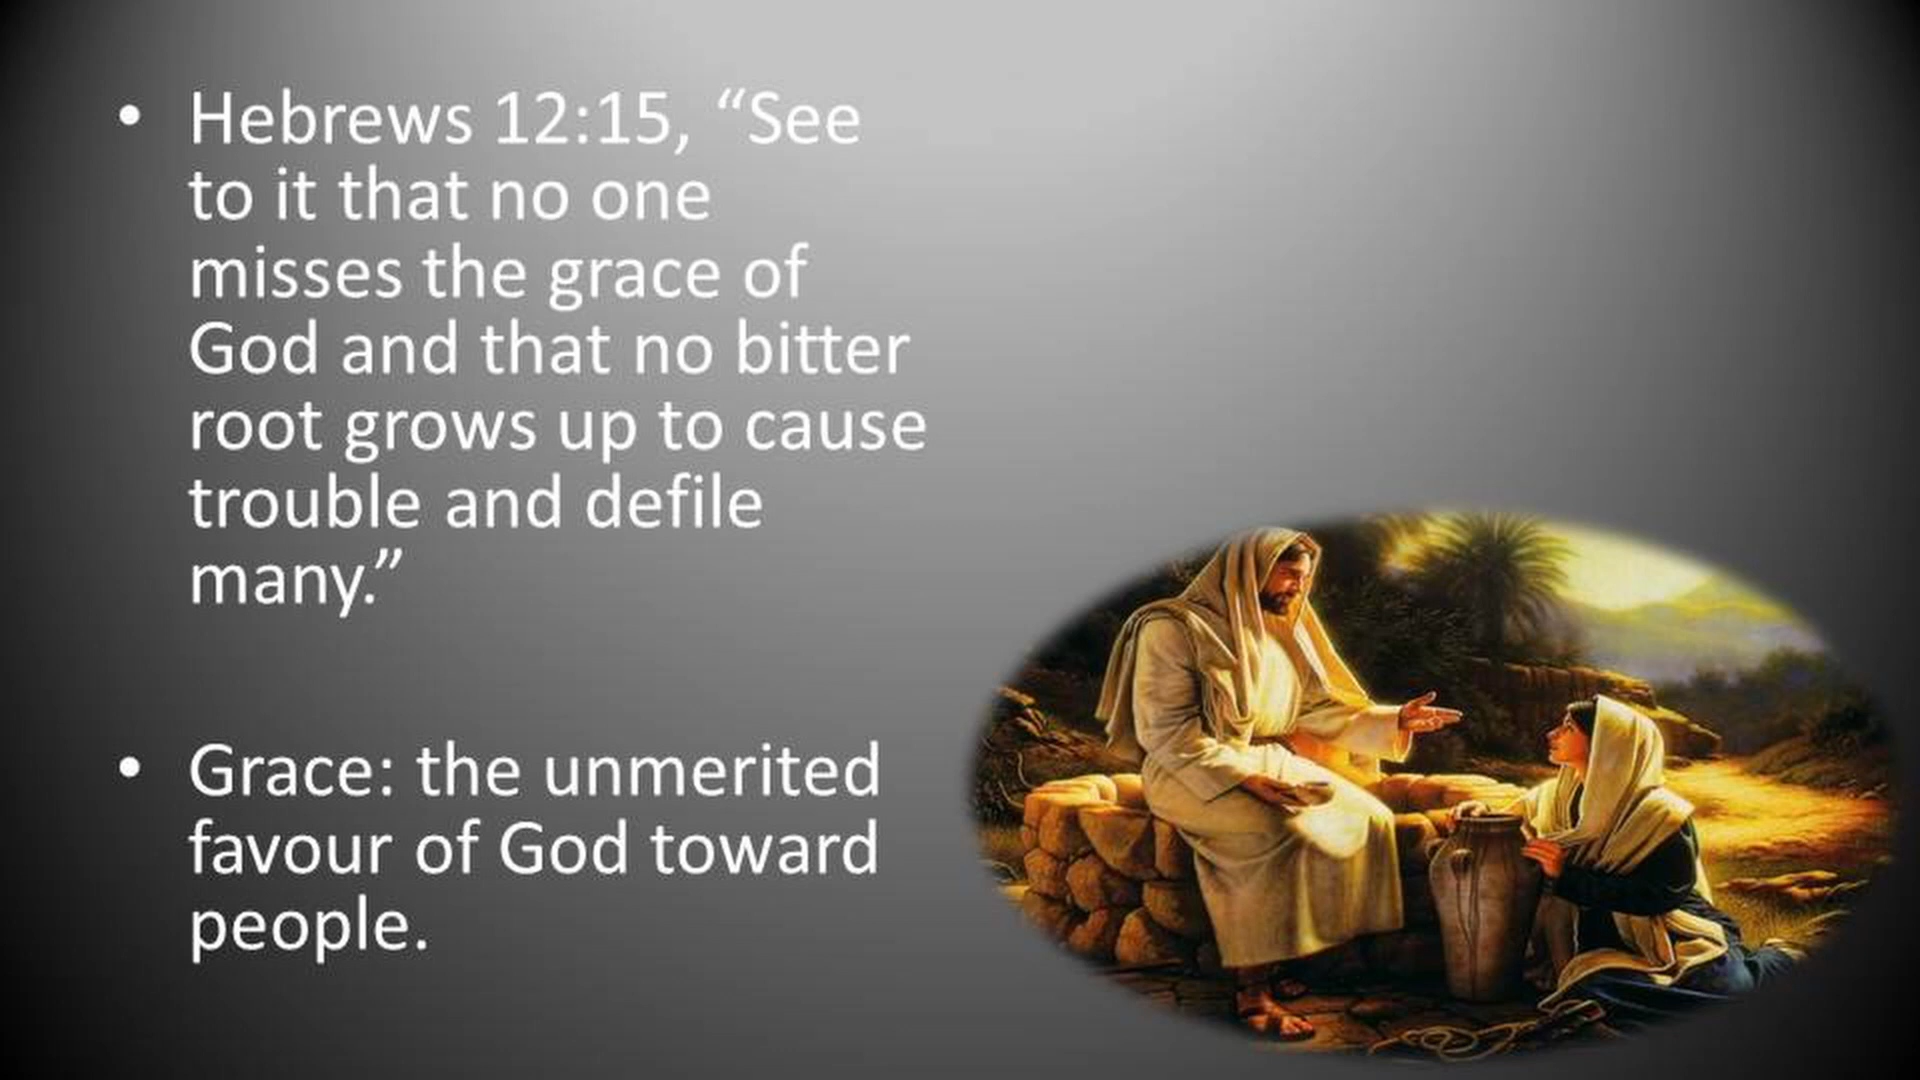 • Hebrews 12:15, “See
to it that no one
misses the grace of
God and that no bitter
root grows up to cause
trouble and defile
many.”
• Grace: the unmerited
favour of God toward
people.